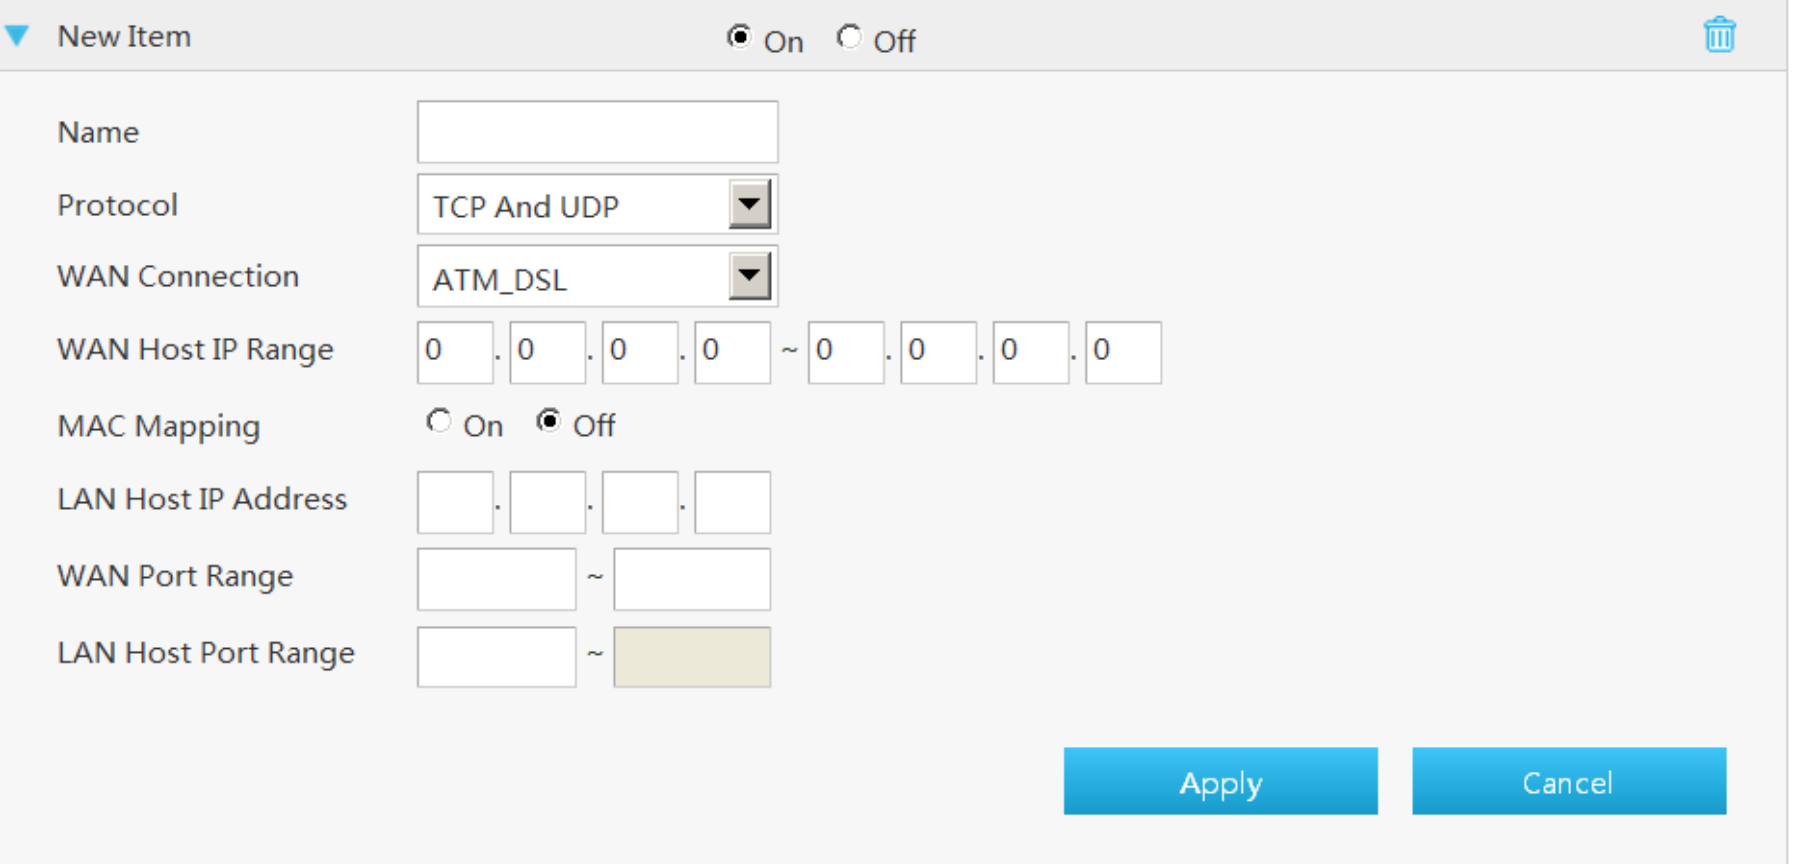 New Item On Off
Name
Protocol TCP And UDP
WAN Connection ATM_DSL
WAN Host IP Range 0 . 0 . 0 . 0 ~ 0 . 0 . 0 . 0
MAC Mapping On Off
LAN Host IP Address . . .
WAN Port Range ~
LAN Host Port Range ~
Apply Cancel